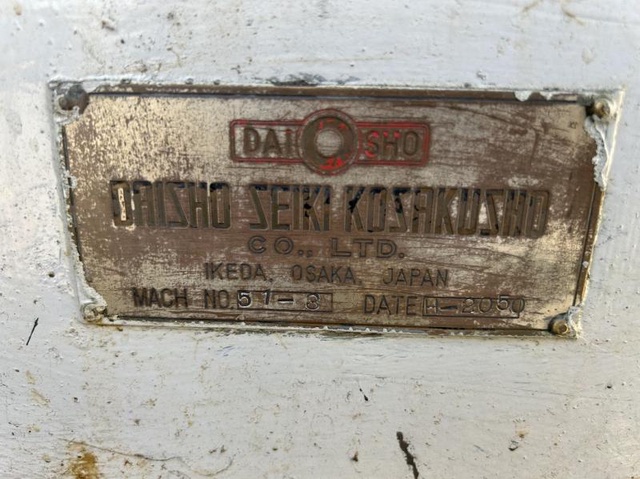 DAI SHO
DAISHO SEIKI KOSAKUSHO
CO., LTD.
IKEDA, OSAKA, JAPAN
MACH NO. 57-8 DATE H-2050